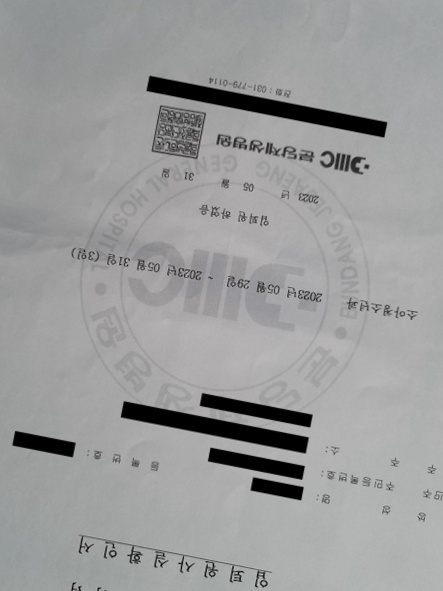 입퇴원사실확인서
등 록 번 호 :
성 명 :
주민등록번호 :
주 소 :
소아청소년과 2023년 05월 29일 ~ 2023년 05월 31일 (3일)
입퇴원 하였음
2023 년 05 월 31 일
DMC 분당제생병원
전화 : 031-779-0114
BUNDANG JESAENG GENERAL HOSPITAL